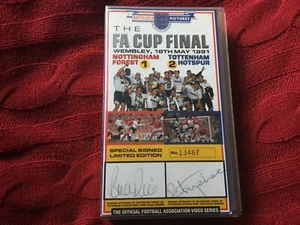 PICTURES
THE
FA CUP FINAL
WEMBLEY, 18TH MAY 1991
NOTTINGHAM FOREST 1
TOTTENHAM HOTSPUR 2
SPECIAL SIGNED
LIMITED EDITION
No. 13467
THE OFFICIAL FOOTBALL ASSOCIATION VIDEO SERIES